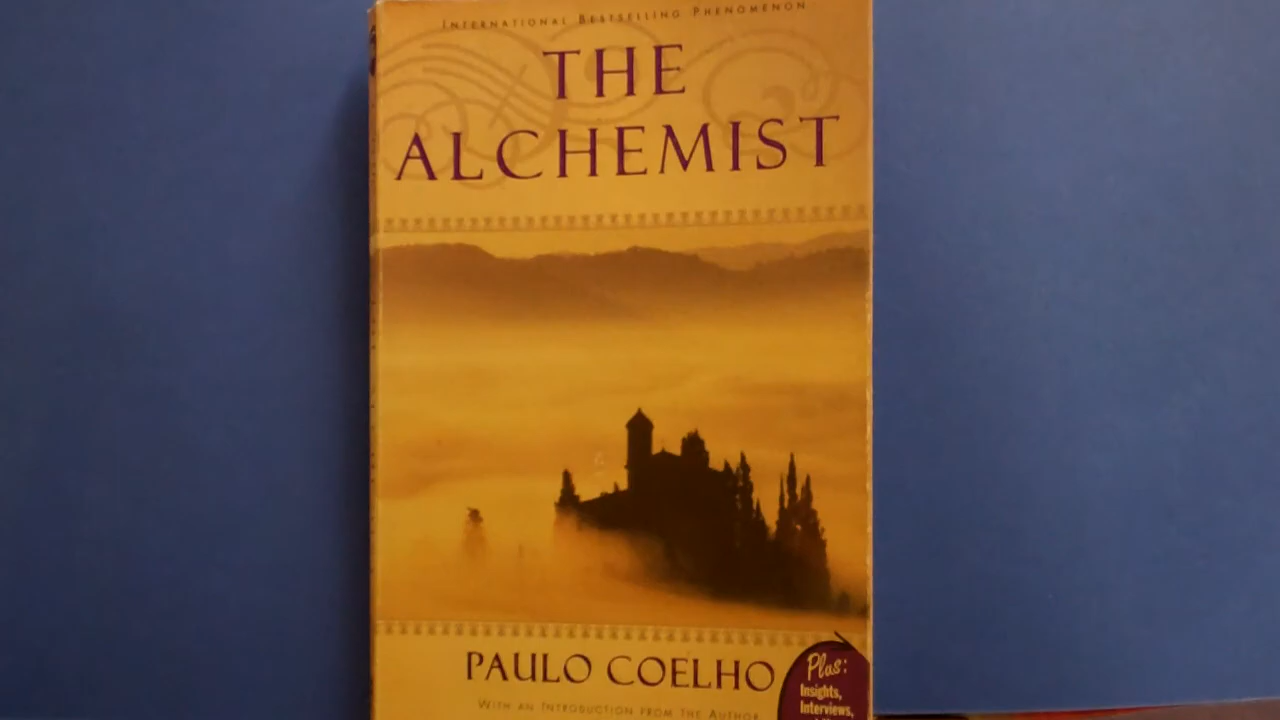 INTERNATIONAL BESTSELLING PHENOMENON
THE
ALCHEMIST
PAULO COELHO
WITH AN INTRODUCTION FROM THE AUTHOR
Plus:
Insights,
Interviews,